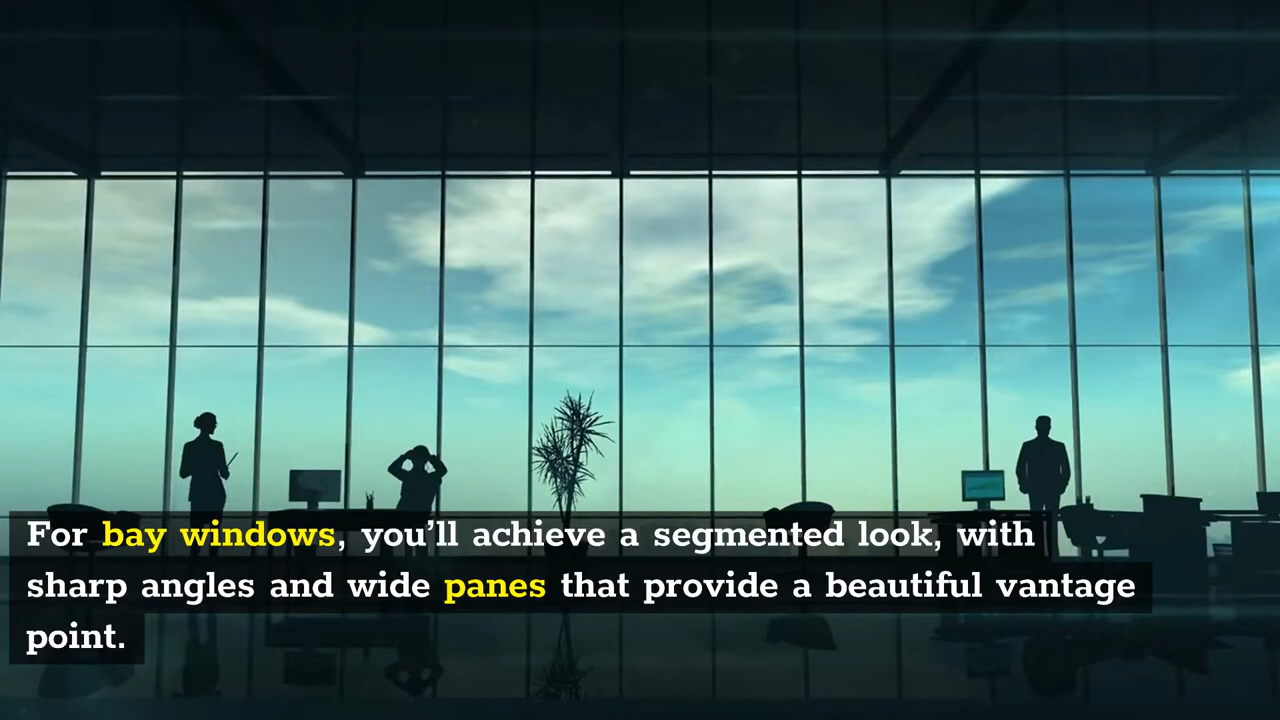 For bay windows, you’ll achieve a segmented look, with
sharp angles and wide panes that provide a beautiful vantage
point.